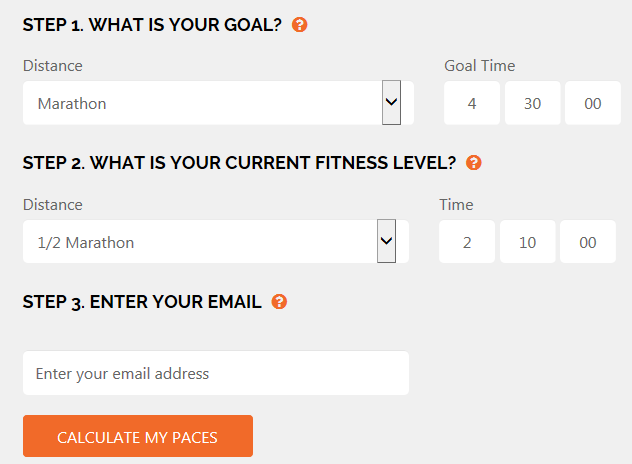 STEP 1. WHAT IS YOUR GOAL? ?
Distance Goal Time
Marathon 4 30 00
STEP 2. WHAT IS YOUR CURRENT FITNESS LEVEL? ?
Distance Time
1/2 Marathon 2 10 00
STEP 3. ENTER YOUR EMAIL ?
Enter your email address
CALCULATE MY PACES